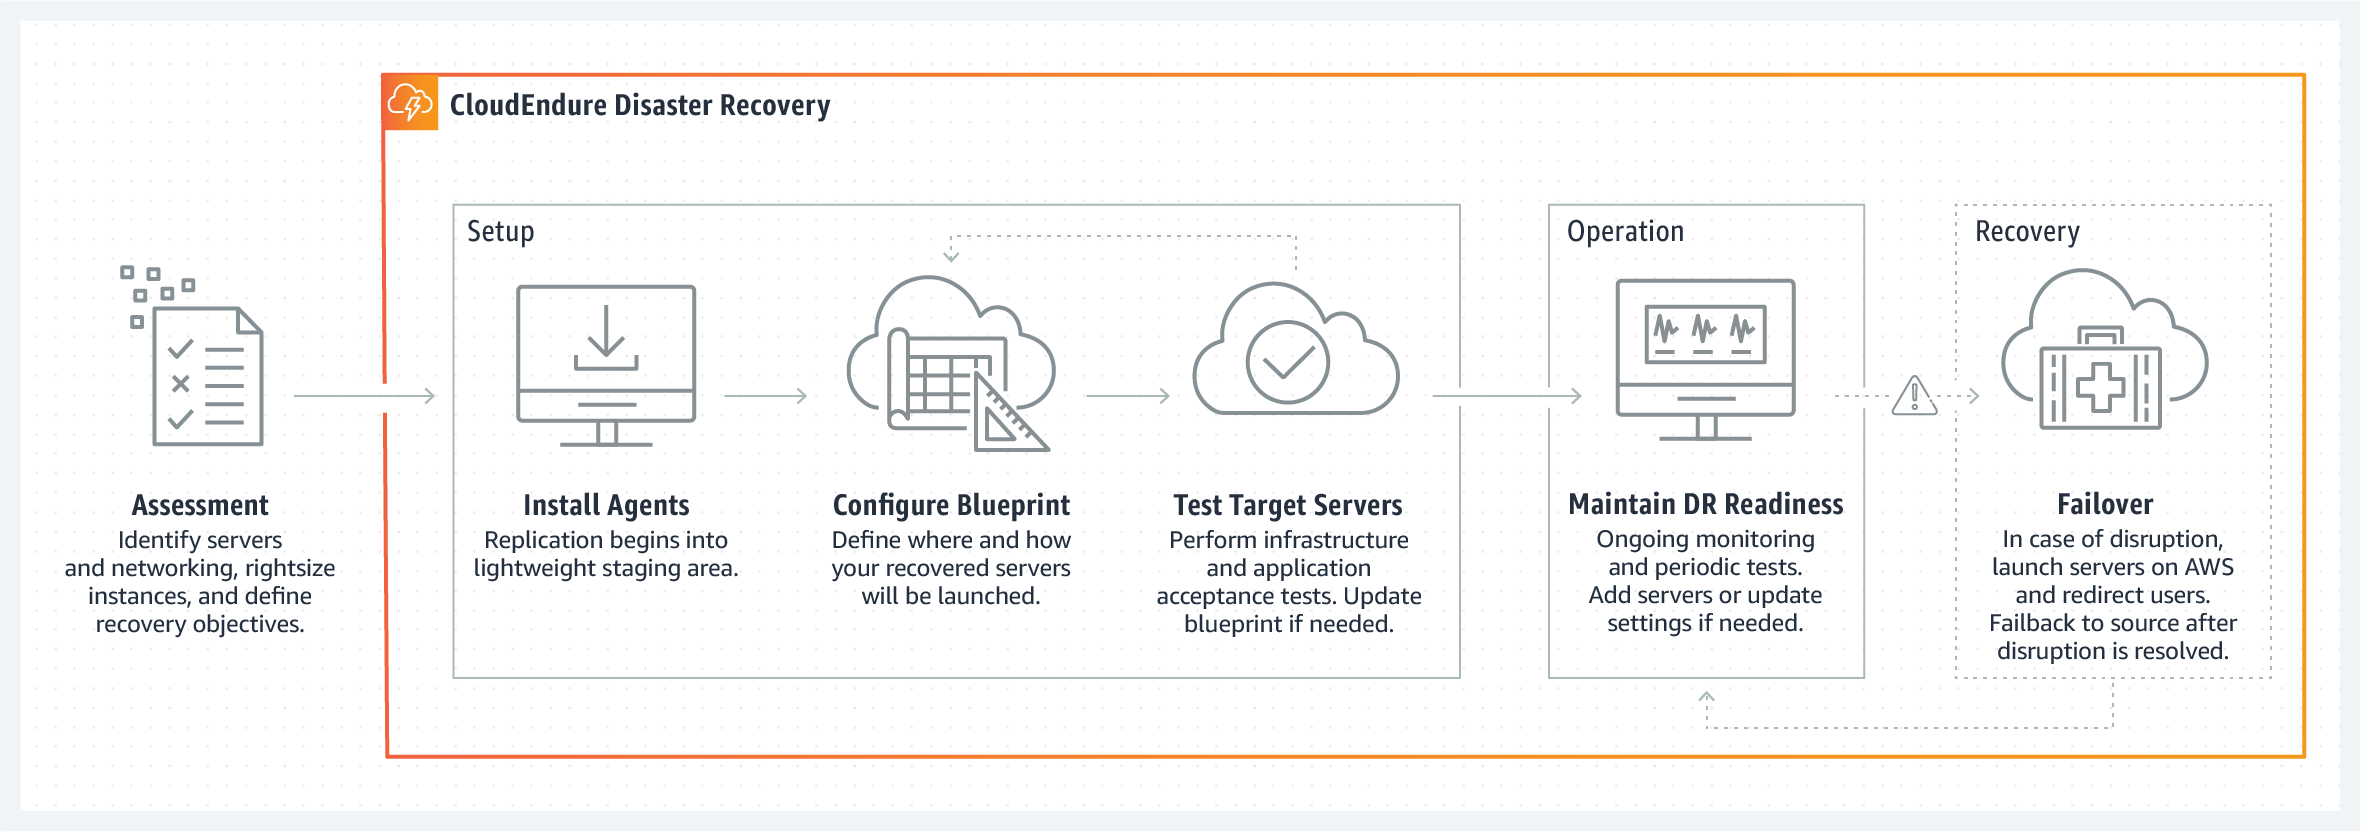 CloudEndure Disaster Recovery
Setup
Operation
Recovery
Assessment
Identify servers
and networking, rightsize
instances, and define
recovery objectives.
Install Agents
Replication begins into
lightweight staging area.
Configure Blueprint
Define where and how
your recovered servers
will be launched.
Test Target Servers
Perform infrastructure
and application
acceptance tests. Update
blueprint if needed.
Maintain DR Readiness
Ongoing monitoring
and periodic tests.
Add servers or update
settings if needed.
Failover
In case of disruption,
launch servers on AWS
and redirect users.
Failback to source after
disruption is resolved.